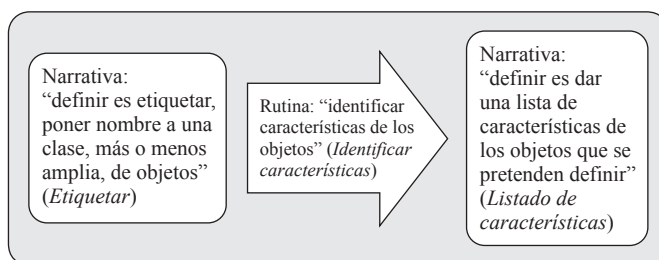 Narrativa:
“definir es etiquetar,
poner nombre a una
clase, más o menos
amplia, de objetos”
(Etiquetar)
Rutina: “identificar
características de los
objetos” (Identificar
características)
Narrativa:
“definir es dar
una lista de
características de
los objetos que se
pretenden definir”
(Listado de
características)